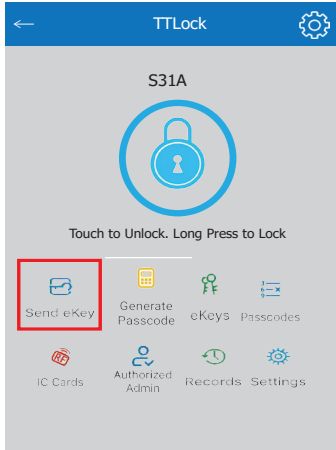 TTLock
S31A
Touch to Unlock. Long Press to Lock
Send eKey
Generate
Passcode
eKeys
Passcodes
IC Cards
Authorized
Admin
Records
Settings